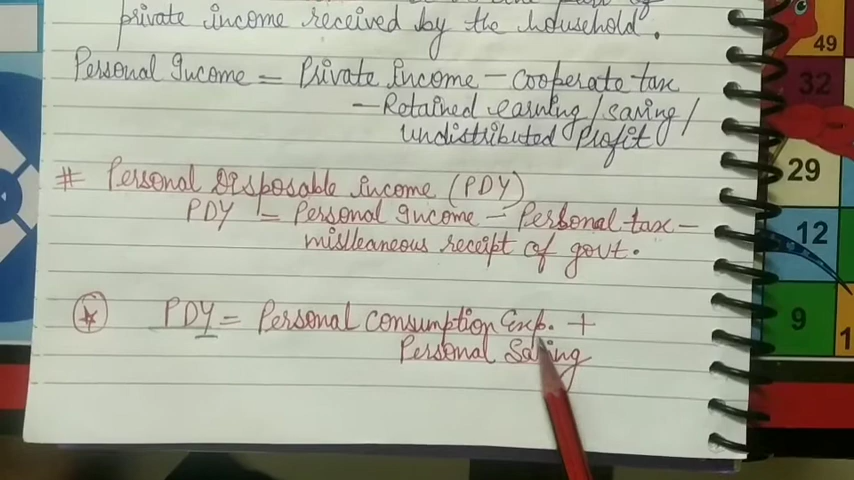 private income received by the household.
Personal Income = Private income - Cooperate tax
- Retained earning / saving /
undistributed Profit
# Personal Disposable income (PDY)
PDY = Personal Income - Personal tax -
misslleaneous receipt of govt.
PDY = Personal Consumption Exp. +
Personal Saving
49
32
29
12
9
1